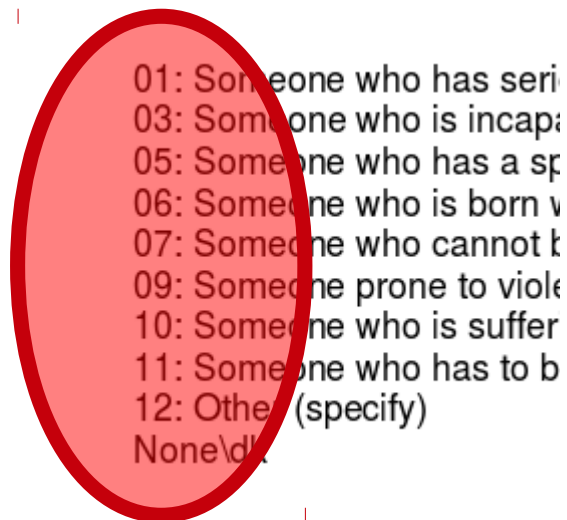 01: Someone who has seri
03: Someone who is incapa
05: Someone who has a sp
06: Someone who is born w
07: Someone who cannot b
09: Someone prone to viole
10: Someone who is suffer
11: Someone who has to b
12: Other (specify)
None\dk